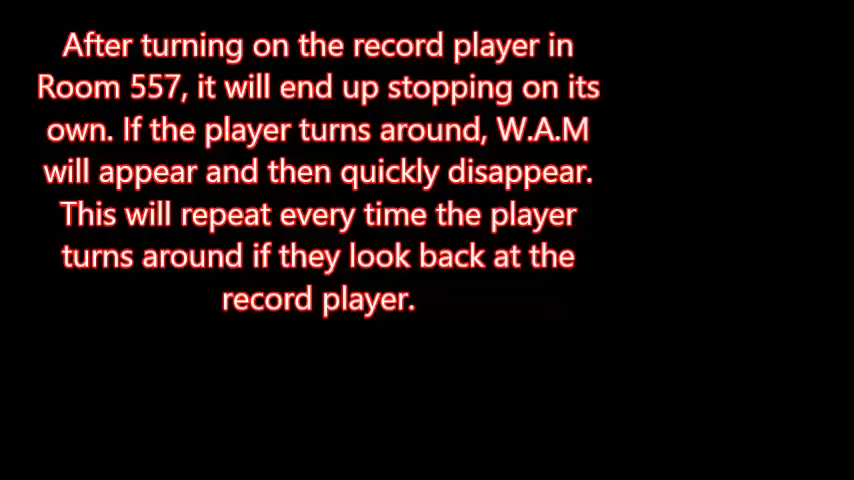 After turning on the record player in
Room 557, it will end up stopping on its
own. If the player turns around, W.A.M
will appear and then quickly disappear.
This will repeat every time the player
turns around if they look back at the
record player.